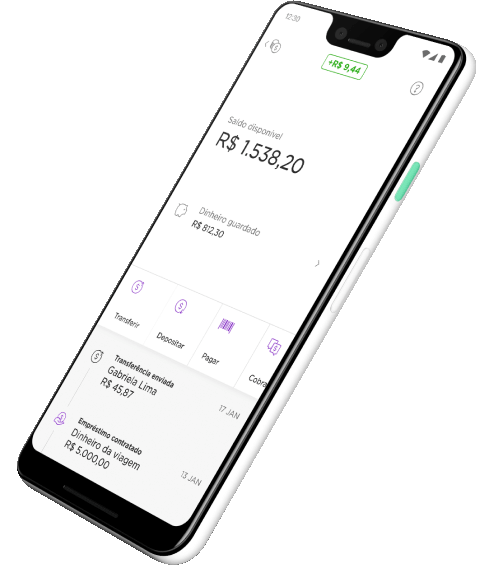 12:30
+R$ 9,44
Saldo disponível
R$ 1.538,20
Dinheiro guardado
R$ 812,30
Transferir
Depositar
Pagar
Cobra
Transferência enviada
17 JAN
Gabriela Lima
R$ 45,87
Empréstimo contratado
13 JAN
Dinheiro da viagem
R$ 5.000,00